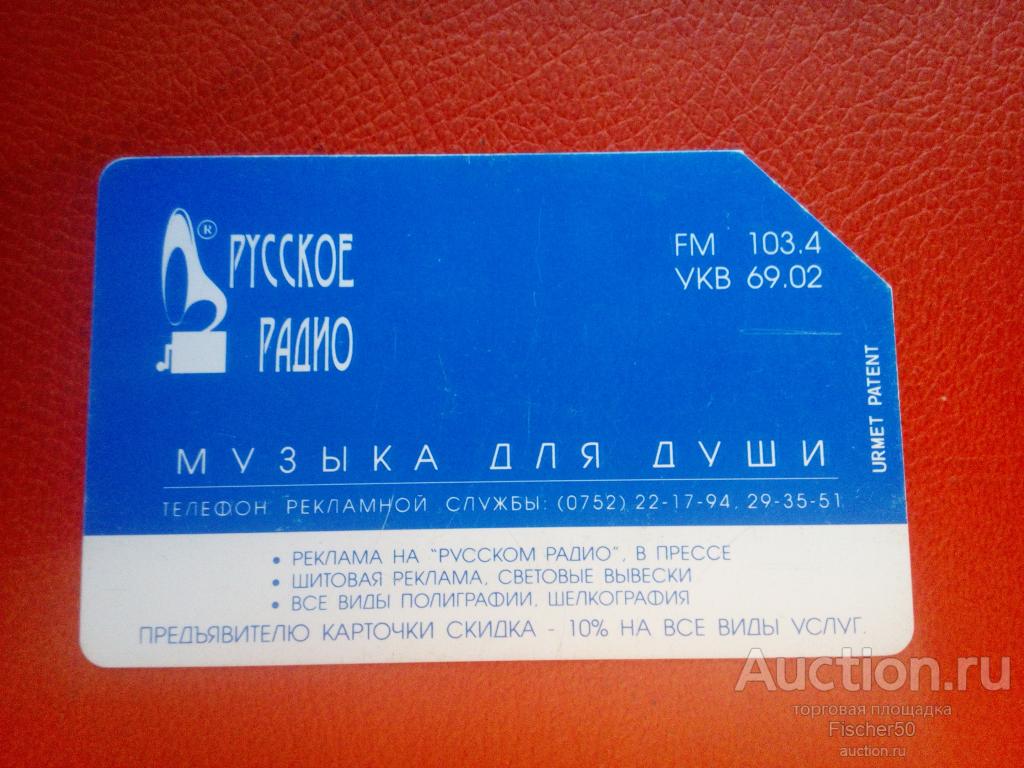 ®
РУССКОЕ
РАДИО
FM 103.4
УКВ 69.02
URMET PATENT
МУЗЫКА ДЛЯ ДУШИ
ТЕЛЕФОН РЕКЛАМНОЙ СЛУЖБЫ: (0752) 22-17-94, 29-35-51
• РЕКЛАМА НА "РУССКОМ РАДИО", В ПРЕССЕ
• ЩИТОВАЯ РЕКЛАМА, СВЕТОВЫЕ ВЫВЕСКИ
• ВСЕ ВИДЫ ПОЛИГРАФИИ, ШЕЛКОГРАФИЯ
ПРЕДЪЯВИТЕЛЮ КАРТОЧКИ СКИДКА - 10% НА ВСЕ ВИДЫ УСЛУГ.
Auction.ru
торговая площадка
Fischer50
auction.ru